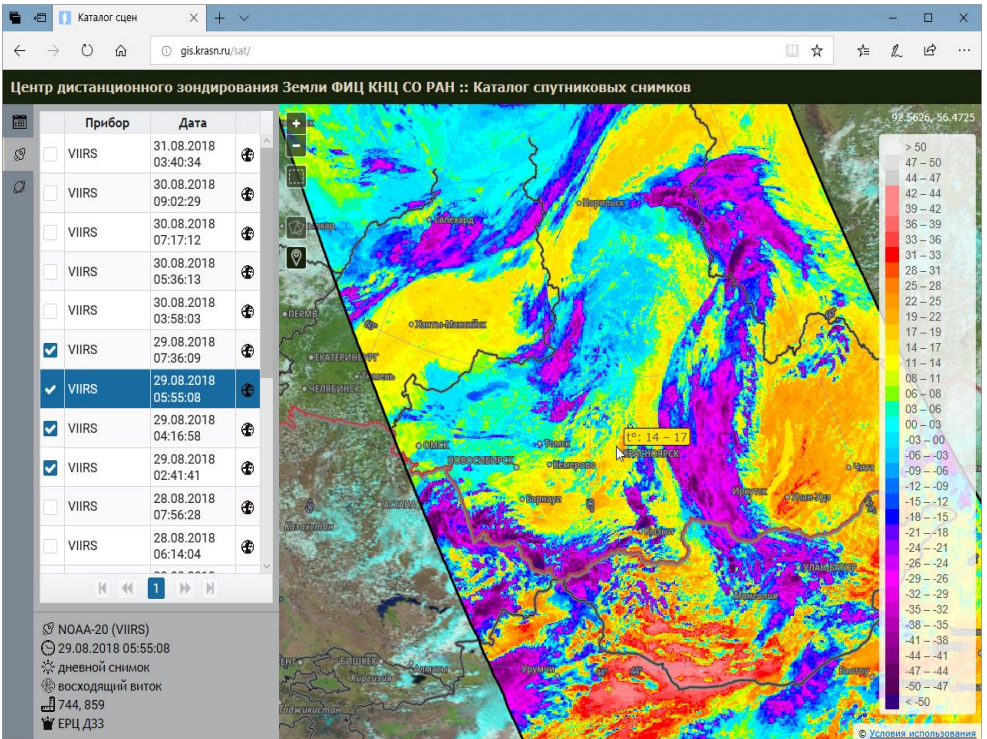 Каталог сцен
gis.krasn.ru/sat/
Центр дистанционного зондирования Земли ФИЦ КНЦ СО РАН :: Каталог спутниковых снимков
Прибор Дата
VIIRS 31.08.2018 03:40:34
VIIRS 30.08.2018 09:02:29
VIIRS 30.08.2018 07:17:12
VIIRS 30.08.2018 05:36:13
VIIRS 30.08.2018 03:58:03
VIIRS 29.08.2018 07:36:09
VIIRS 29.08.2018 05:55:08
VIIRS 29.08.2018 04:16:58
VIIRS 29.08.2018 02:41:41
VIIRS 28.08.2018 07:56:28
VIIRS 28.08.2018 06:14:04
1
NOAA-20 (VIIRS)
29.08.2018 05:55:08
дневной снимок
восходящий виток
744, 859
ЕРЦ ДЗЗ
+
-
Салехард
Норильск
ПЕРМЬ
Ханты-Мансийск
ЕКАТЕРИНБУРГ
Тюмень
ЧЕЛЯБИНСК
t°: 14 – 17
ОМСК
Томск
КРАСНОЯРСК
НОВОСИБИРСК
Кемерово
Чита
Барнаул
Иркутск
Улан-Удэ
АСТАНА
Казахстан
Кызыл
УЛАН-БАТОР
Монголия
БИШКЕК
Алматы
Киргизия
Урумчи
Таджикистан
92.5626, 56.4725
> 50
47 – 50
44 – 47
42 – 44
39 – 42
36 – 39
33 – 36
31 – 33
28 – 31
25 – 28
22 – 25
19 – 22
17 – 19
14 – 17
11 – 14
08 – 11
06 – 08
03 – 06
00 – 03
-03 – 00
-06 – -03
-09 – -06
-12 – -09
-15 – -12
-18 – -15
-21 – -18
-24 – -21
-26 – -24
-29 – -26
-32 – -29
-35 – -32
-38 – -35
-41 – -38
-44 – -41
-47 – -44
-50 – -47
< -50
© Условия использования